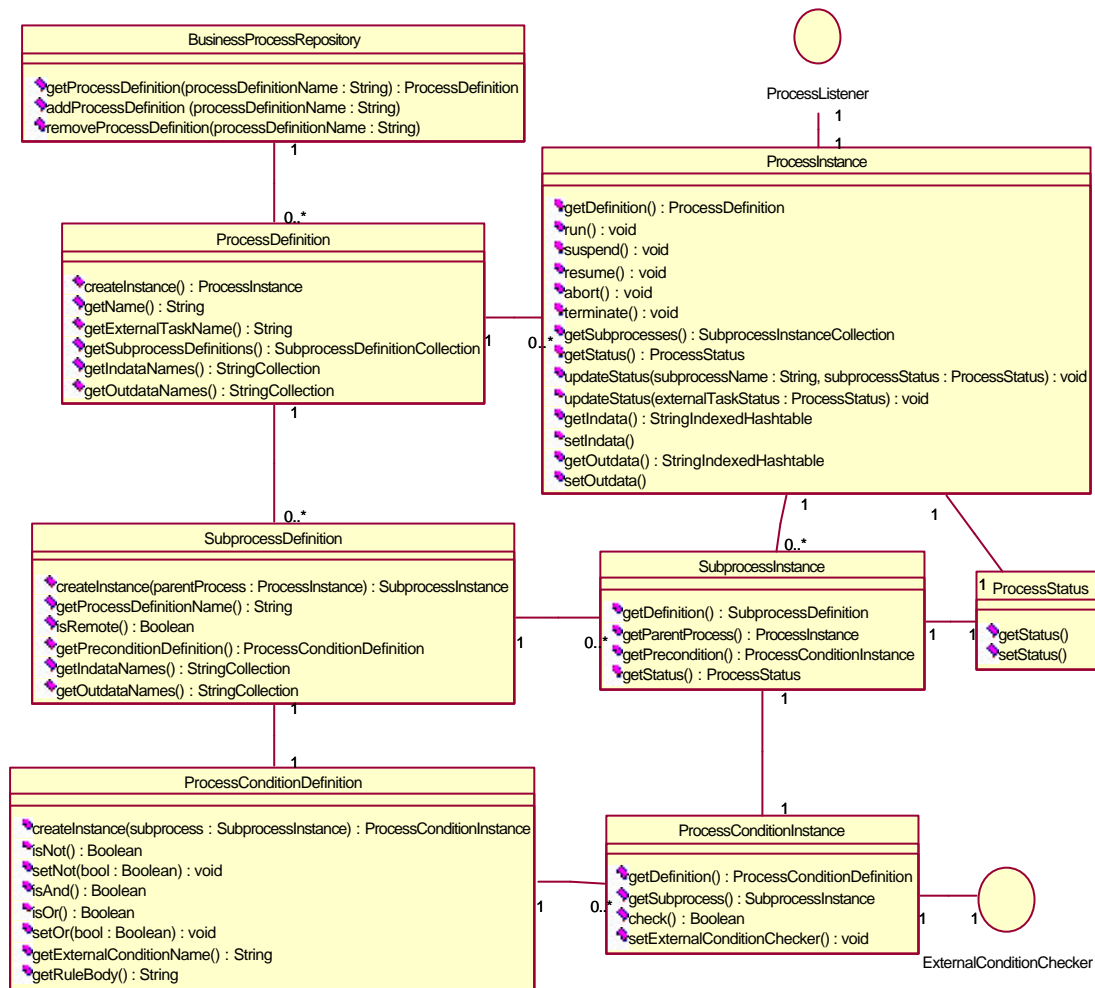 BusinessProcessRepository
getProcessDefinition(processDefinitionName : String) : ProcessDefinition
addProcessDefinition (processDefinitionName : String)
removeProcessDefinition(processDefinitionName : String)
1
0..*
ProcessListener
1
1
ProcessDefinition
createInstance() : ProcessInstance
getName() : String
getExternalTaskName() : String
getSubprocessDefinitions() : SubprocessDefinitionCollection
getIndataNames() : StringCollection
getOutdataNames() : StringCollection
1
0..*
1
0..*
ProcessInstance
getDefinition() : ProcessDefinition
run() : void
suspend() : void
resume() : void
abort() : void
terminate() : void
getSubprocesses() : SubprocessInstanceCollection
getStatus() : ProcessStatus
updateStatus(subprocessName : String, subprocessStatus : ProcessStatus) : void
updateStatus(externalTaskStatus : ProcessStatus) : void
getIndata() : StringIndexedHashtable
setIndata()
getOutdata() : StringIndexedHashtable
setOutdata()
1
0..*
1
1
SubprocessDefinition
createInstance(parentProcess : ProcessInstance) : SubprocessInstance
getProcessDefinitionName() : String
isRemote() : Boolean
getPreconditionDefinition() : ProcessConditionDefinition
getIndataNames() : StringCollection
getOutdataNames() : StringCollection
1
0..*
1
1
SubprocessInstance
getDefinition() : SubprocessDefinition
getParentProcess() : ProcessInstance
getPrecondition() : ProcessConditionInstance
getStatus() : ProcessStatus
1
1
1
1
ProcessStatus
getStatus()
setStatus()
ProcessConditionDefinition
createInstance(subprocess : SubprocessInstance) : ProcessConditionInstance
isNot() : Boolean
setNot(bool : Boolean) : void
isAnd() : Boolean
isOr() : Boolean
setOr(bool : Boolean) : void
getExternalConditionName() : String
getRuleBody() : String
1
0..*
ProcessConditionInstance
getDefinition() : ProcessConditionDefinition
getSubprocess() : SubprocessInstance
check() : Boolean
setExternalConditionChecker() : void
1
1
ExternalConditionChecker